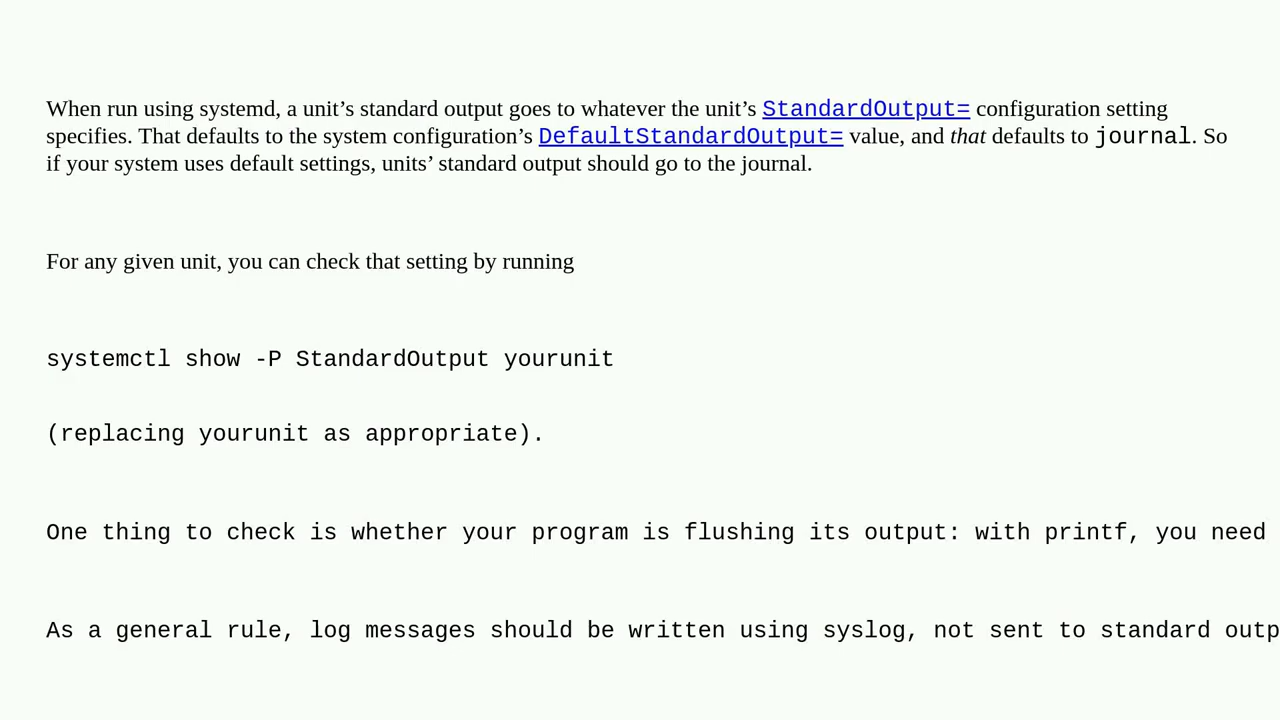 When run using systemd, a unit’s standard output goes to whatever the unit’s StandardOutput= configuration setting
specifies. That defaults to the system configuration’s DefaultStandardOutput= value, and that defaults to journal. So
if your system uses default settings, units’ standard output should go to the journal.
For any given unit, you can check that setting by running
systemctl show -P StandardOutput yourunit
(replacing yourunit as appropriate).
One thing to check is whether your program is flushing its output: with printf, you need
As a general rule, log messages should be written using syslog, not sent to standard outp